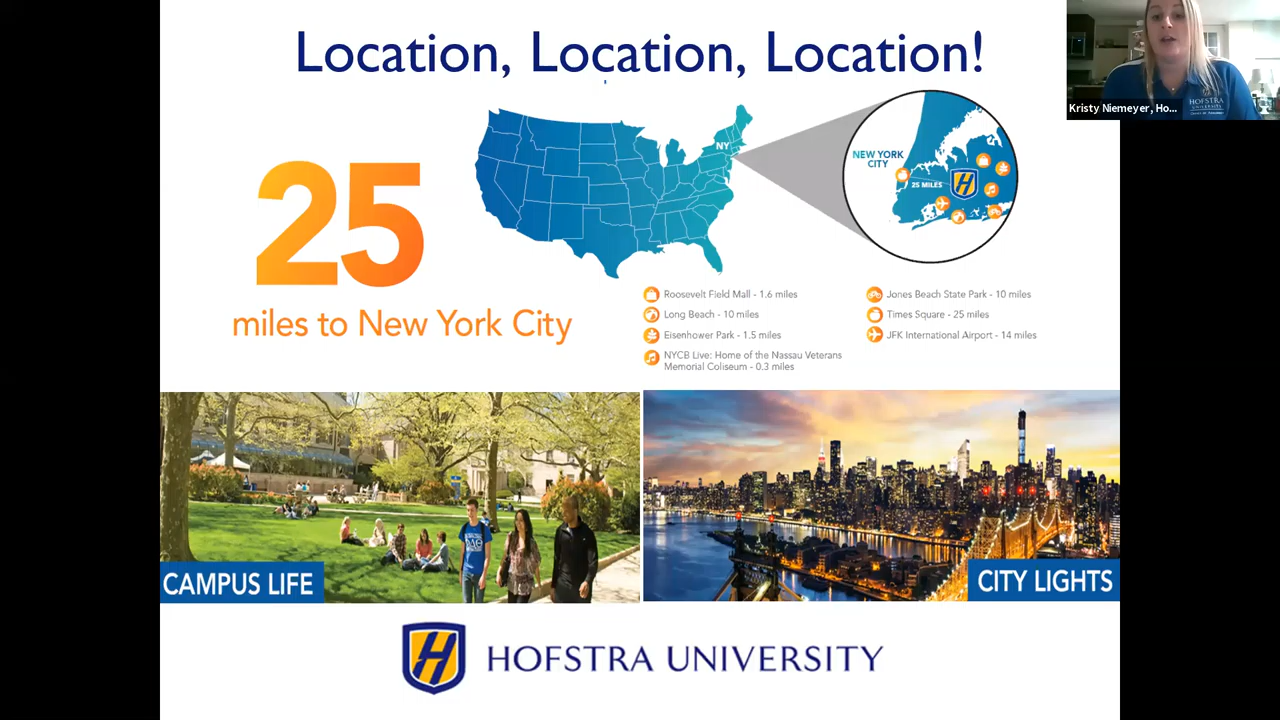 Location, Location, Location!
Kristy Niemeyer, Ho...
HOFSTRA
UNIVERSITY
NY
NEW YORK
CITY
25 MILES
25
miles to New York City
Roosevelt Field Mall - 1.6 miles
Long Beach - 10 miles
Eisenhower Park - 1.5 miles
NYCB Live: Home of the Nassau Veterans
Memorial Coliseum - 0.3 miles
Jones Beach State Park - 10 miles
Times Square - 25 miles
JFK International Airport - 14 miles
CAMPUS LIFE
CITY LIGHTS
H
HOFSTRA UNIVERSITY